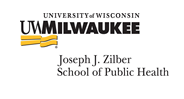 UNIVERSITY of WISCONSIN
UWMILWAUKEE
Joseph J. Zilber
School of Public Health